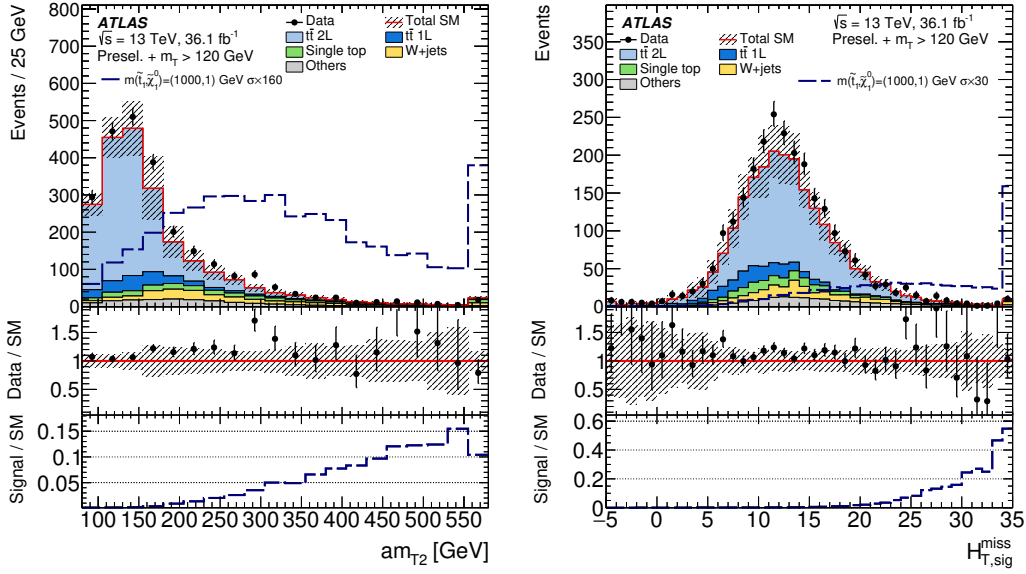 ATLAS
√s = 13 TeV, 36.1 fb⁻¹
Presel. + m_T > 120 GeV
Data
Total SM
tt̄ 2L
tt̄ 1L
Single top
W+jets
Others
m(t̃₁,χ̃₁⁰)=(1000,1) GeV σ×160
Events / 25 GeV
800
700
600
500
400
300
200
100
0
Data / SM
1.5
1
0.5
Signal / SM
0.15
0.1
0.05
100 150 200 250 300 350 400 450 500 550
am_T2 [GeV]
ATLAS
√s = 13 TeV, 36.1 fb⁻¹
Presel. + m_T > 120 GeV
Data
Total SM
tt̄ 2L
tt̄ 1L
Single top
W+jets
Others
m(t̃₁,χ̃₁⁰)=(1000,1) GeV σ×30
Events
350
300
250
200
150
100
50
0
Data / SM
1.5
1
0.5
Signal / SM
0.6
0.4
0.2
0
−5 0 5 10 15 20 25 30 35
H_T,sig^miss